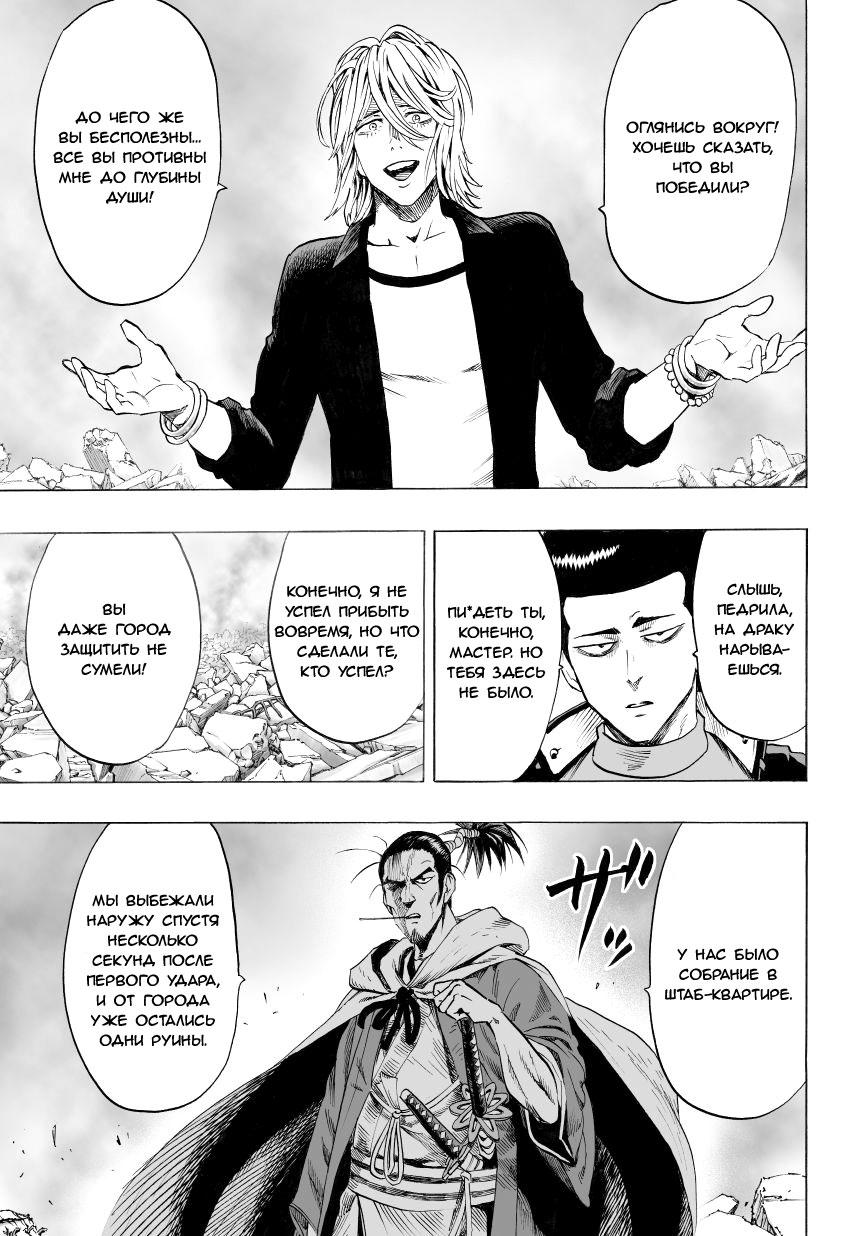 ОГЛЯНИСЬ ВОКРУГ!
ХОЧЕШЬ СКАЗАТЬ,
ЧТО ВЫ
ПОБЕДИЛИ?
ДО ЧЕГО ЖЕ
ВЫ БЕСПОЛЕЗНЫ...
ВСЕ ВЫ ПРОТИВНЫ
МНЕ ДО ГЛУБИНЫ
ДУШИ!
СЛЫШЬ,
ПЕДРИЛА,
НА ДРАКУ
НАРЫВА-
ЕШЬСЯ.
ПИ*ДЕТЬ ТЫ,
КОНЕЧНО,
МАСТЕР. НО
ТЕБЯ ЗДЕСЬ
НЕ БЫЛО.
КОНЕЧНО, Я НЕ
УСПЕЛ ПРИБЫТЬ
ВОВРЕМЯ, НО ЧТО
СДЕЛАЛИ ТЕ,
КТО УСПЕЛ?
ВЫ
ДАЖЕ ГОРОД
ЗАЩИТИТЬ НЕ
СУМЕЛИ!
У НАС БЫЛО
СОБРАНИЕ В
ШТАБ-КВАРТИРЕ.
ザッ
МЫ ВЫБЕЖАЛИ
НАРУЖУ СПУСТЯ
НЕСКОЛЬКО
СЕКУНД ПОСЛЕ
ПЕРВОГО УДАРА,
И ОТ ГОРОДА
УЖЕ ОСТАЛИСЬ
ОДНИ РУИНЫ.